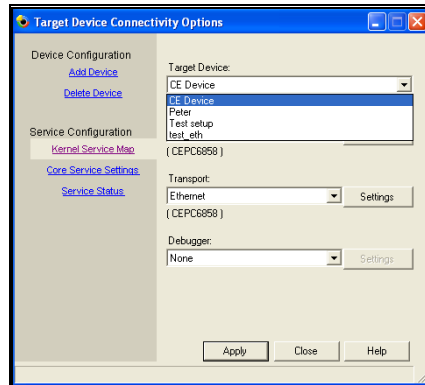 Target Device Connectivity Options
Device Configuration
Add Device
Delete Device
Service Configuration
Kernel Service Map
Core Service Settings
Service Status
Target Device:
CE Device
CE Device
Peter
Test setup
test_eth
( CEPC6858 )
Transport:
Ethernet
Settings
( CEPC6858 )
Debugger:
None
Settings
Apply
Close
Help